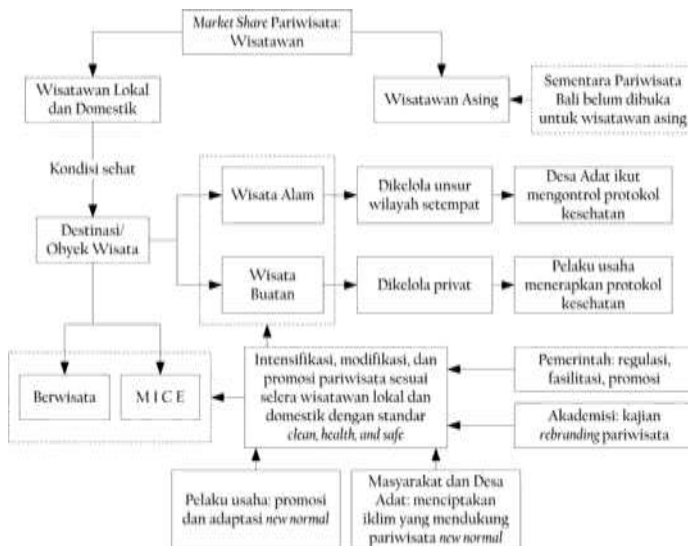 Market Share Pariwisata:
Wisatawan
Wisatawan Lokal
dan Domestik
Wisatawan Asing
Sementara Pariwisata
Bali belum dibuka
untuk wisatawan asing
Kondisi sehat
Destinasi/
Obyek Wisata
Wisata Alam
Dikelola unsur
wilayah setempat
Desa Adat ikut
mengontrol protokol
kesehatan
Wisata
Buatan
Dikelola privat
Pelaku usaha
menerapkan protokol
kesehatan
Berwisata
M I C E
Intensifikasi, modifikasi, dan
promosi pariwisata sesuai
selera wisatawan lokal dan
domestik dengan standar
clean, health, and safe
Pemerintah: regulasi,
fasilitasi, promosi
Akademisi: kajian
rebranding pariwisata
Pelaku usaha: promosi
dan adaptasi new normal
Masyarakat dan Desa
Adat: menciptakan
iklim yang mendukung
pariwisata new normal